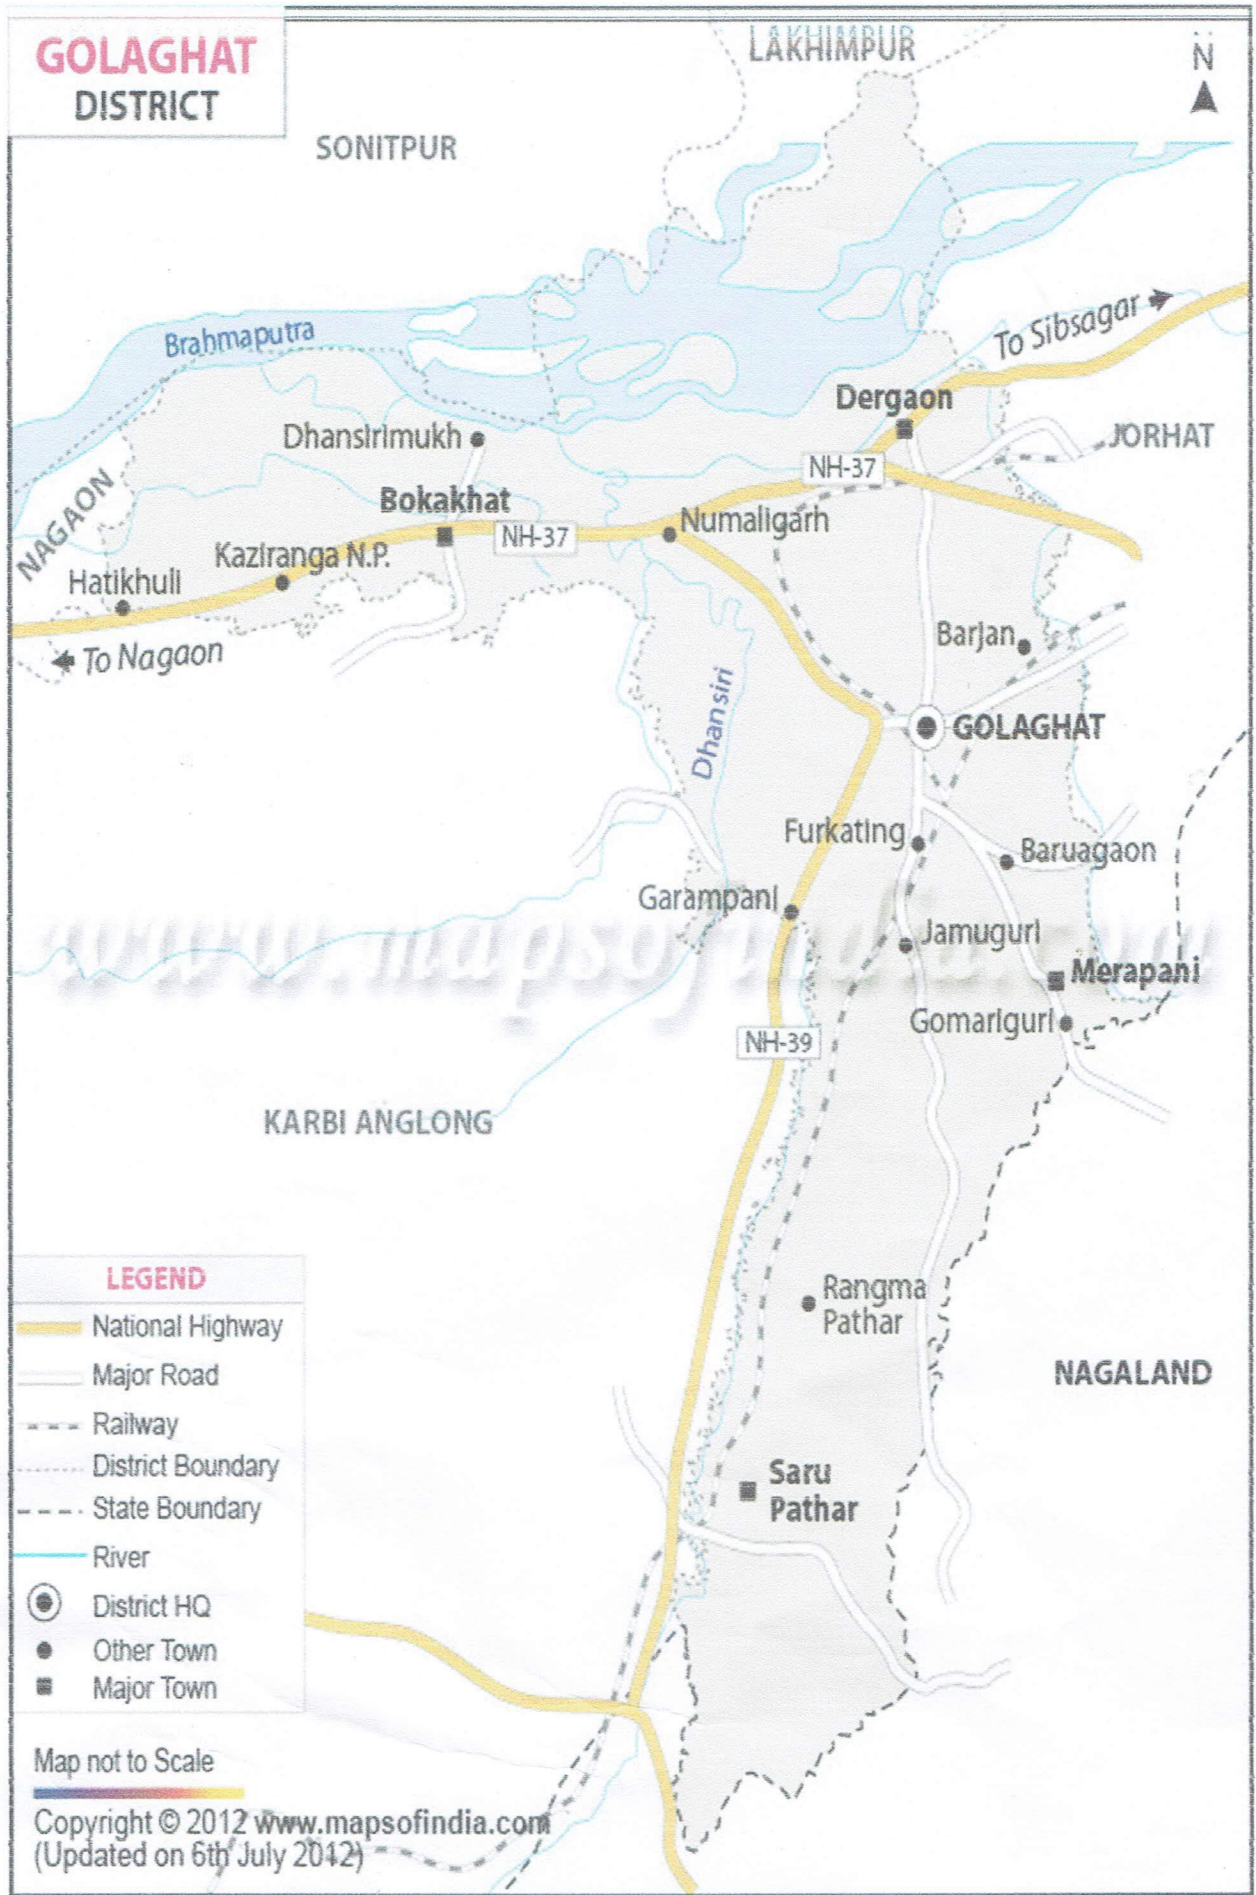 GOLAGHAT
DISTRICT
LAKHIMPUR
N
SONITPUR
Brahmaputra
To Sibsagar
Dergaon
JORHAT
Dhansirimukh
NH-37
NAGAON
Bokakhat
NH-37
Numaligarh
Kaziranga N.P.
Hatikhuli
To Nagaon
Barjan
Dhansiri
GOLAGHAT
Furkating
Baruagaon
Garampani
www.mapsofindia.com
Jamuguri
Merapani
Gomariguri
NH-39
KARBI ANGLONG
Rangma
Pathar
NAGALAND
Saru
Pathar
LEGEND
National Highway
Major Road
Railway
District Boundary
State Boundary
River
District HQ
Other Town
Major Town
Map not to Scale
Copyright © 2012 www.mapsofindia.com
(Updated on 6th July 2012)